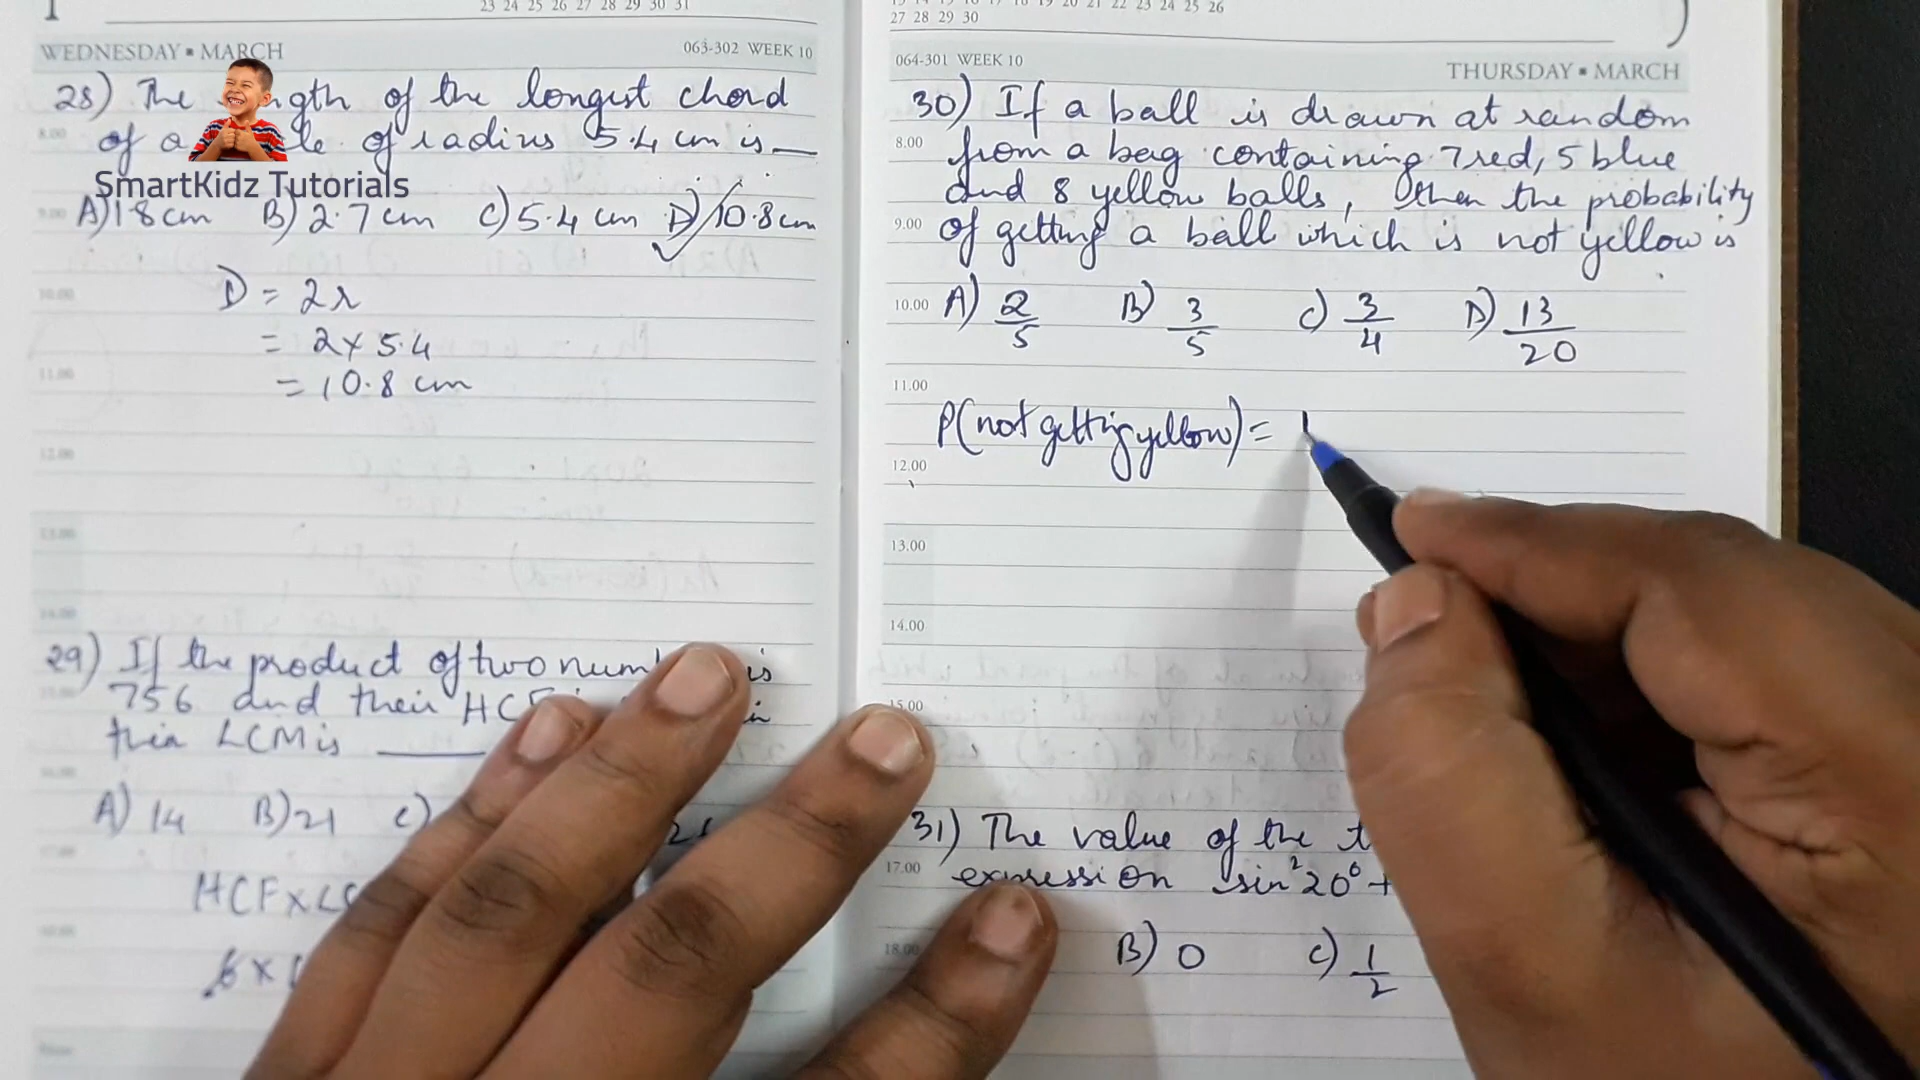 23 24 25 26 27 28 29 30 31
WEDNESDAY ▪ MARCH
063-302 WEEK 10
28) The length of the longest chord
of a circle of radius 5.4 cm is __
SmartKidz Tutorials
A) 1.8 cm B) 2.7 cm C) 5.4 cm D) 10.8 cm
D = 2r
= 2 x 5.4
= 10.8 cm
29) If the product of two num is
756 and their HCF
their LCM is ____
A) 14 B) 21 C)
HCF x LC
6 x
27 28 29 30
064-301 WEEK 10
THURSDAY ▪ MARCH
30) If a ball is drawn at random
8.00 from a bag containing 7 red, 5 blue
and 8 yellow balls, then the probability
9.00 of getting a ball which is not yellow is
10.00 A) 2/5 B) 3/5 C) 3/4 D) 13/20
11.00
P(not getting yellow) = 1
12.00
13.00
14.00
15.00
31) The value of the t
17.00 expression sin²20° +
18.00 B) 0 C) 1/2